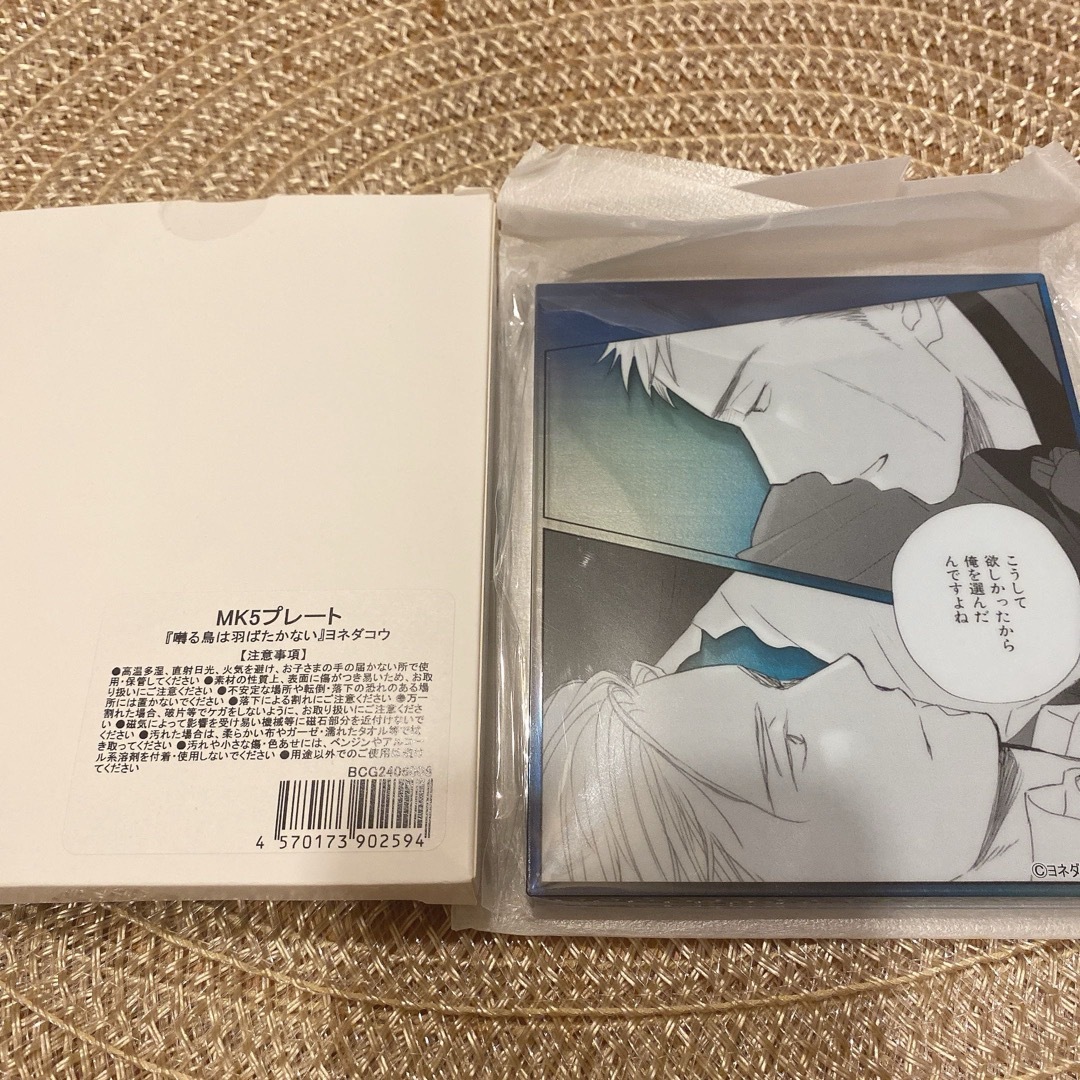 MK5プレート
『囀る鳥は羽ばたかない』ヨネダコウ
【注意事項】
●高温多湿、直射日光、火気を避け、お子さまの手の届かない所で使
用・保管してください ●素材の性質上、表面に傷がつき易いため、お取
り扱いにご注意ください ●不安定な場所や転倒・落下の恐れのある場
所には置かないでください ●落下による割れにご注意ください ●万一
割れた場合、破片等でケガをしないように、お取り扱いにご注意くださ
い ●磁気によって影響を受け易い機械等に磁石部分を近付けないで
ください ●汚れた場合は、柔らかい布やガーゼ・濡れたタオル等で拭
き取ってください ●汚れや小さな傷・色あせには、ベンジンやアルコー
ル系溶剤を付着・使用しないでください ●用途以外でのご使用は避け
てください
4 570173 902594
こうして
欲しかったから
俺を選んだ
んですよね
©ヨネダ